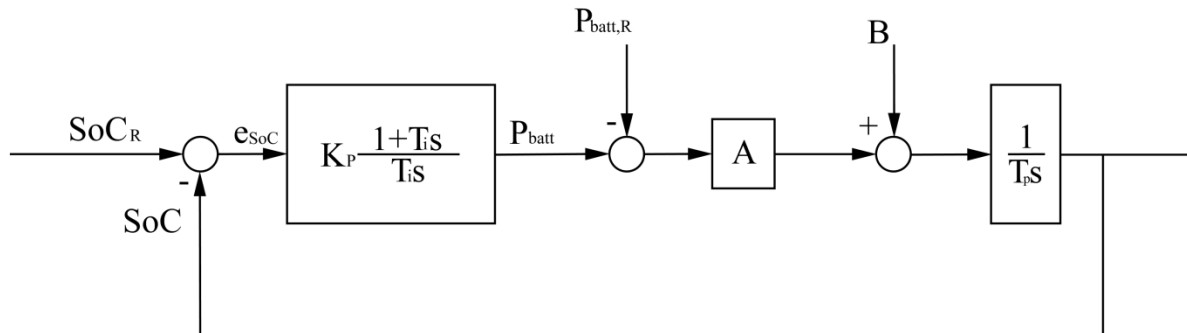 P_batt,R
B
SoC_R
e_SoC
K_P (1+T_i s)/(T_i s)
P_batt
-
A
+
1/(T_p s)
-
SoC